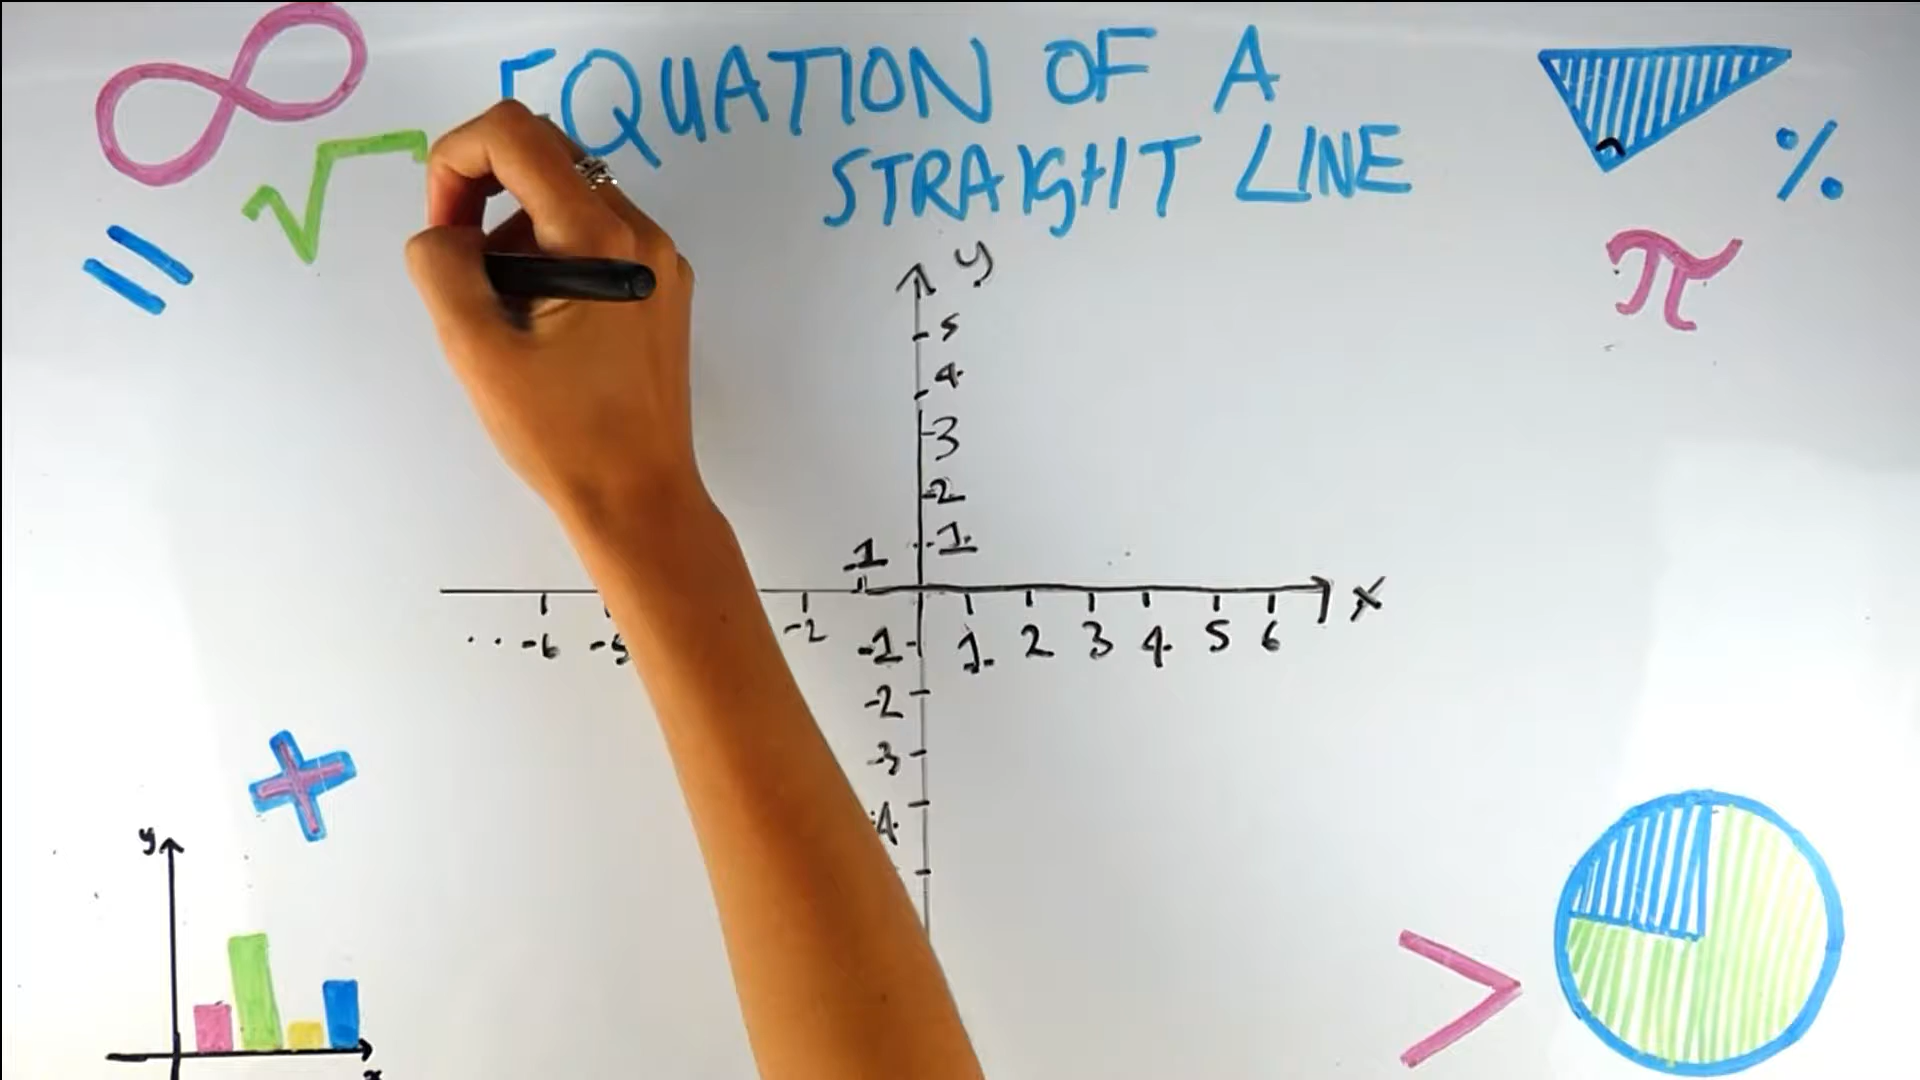 EQUATION OF A
STRAIGHT LINE
∞
√
=
%
π
y
5
4
3
2
1
-1
x
.. -6 -5 -2 -1 1 2 3 4 5 6
-2
-3
-4
+
y
x
>